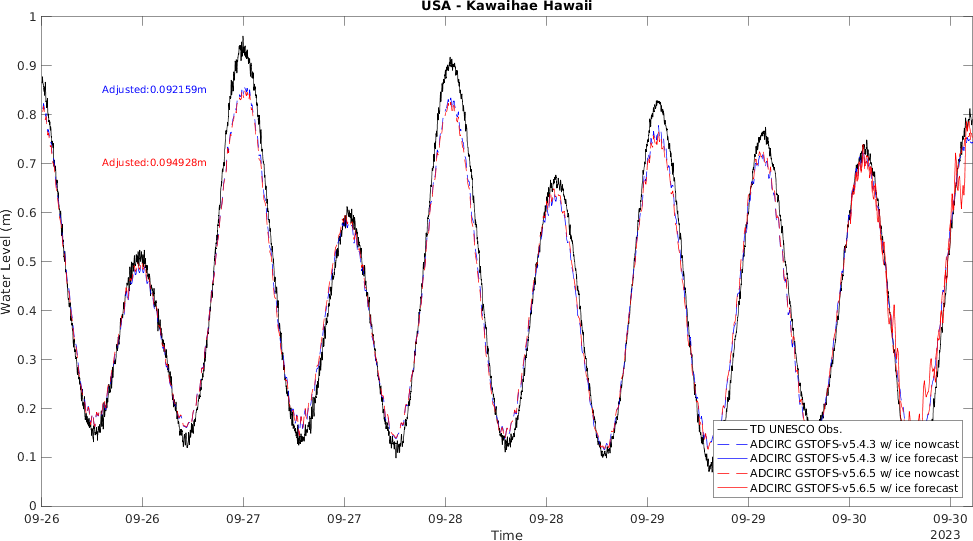 USA - Kawaihae Hawaii
1
0.9
0.8
0.7
0.6
0.5
0.4
0.3
0.2
0.1
0
Water Level (m)
Adjusted:0.092159m
Adjusted:0.094928m
TD UNESCO Obs.
ADCIRC GSTOFS-v5.4.3 w/ ice nowcast
ADCIRC GSTOFS-v5.4.3 w/ ice forecast
ADCIRC GSTOFS-v5.6.5 w/ ice nowcast
ADCIRC GSTOFS-v5.6.5 w/ ice forecast
09-26 09-26 09-27 09-27 09-28 09-28 09-29 09-29 09-30 09-30
2023
Time